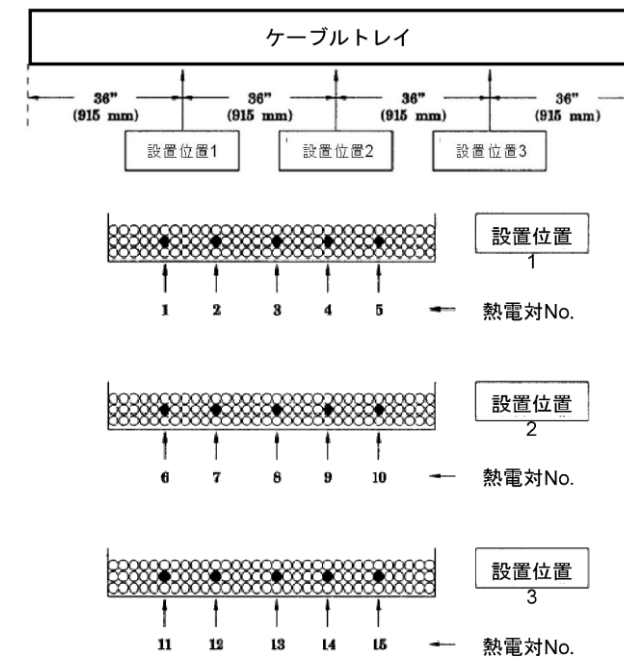 ケーブルトレイ
36" 36" 36" 36"
(915 mm) (915 mm) (915 mm) (915 mm)
設置位置1 設置位置2 設置位置3
設置位置
1
1 2 3 4 5 熱電対No.
設置位置
2
6 7 8 9 10 熱電対No.
設置位置
3
11 12 13 14 15 熱電対No.